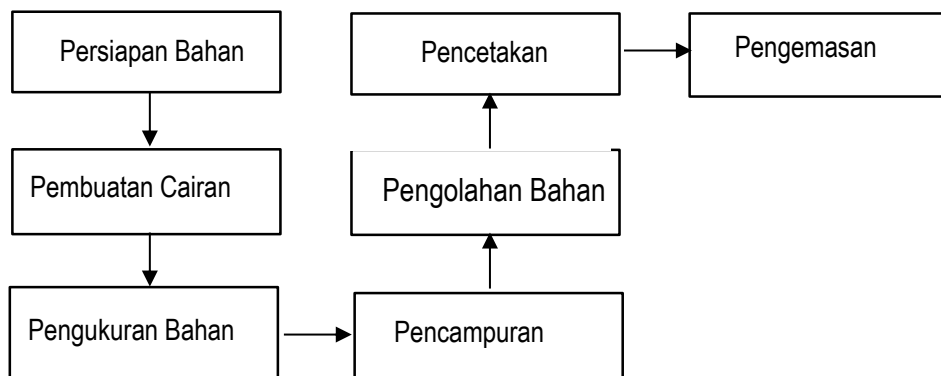 Persiapan Bahan
Pembuatan Cairan
Pengukuran Bahan
Pencampuran
Pengolahan Bahan
Pencetakan
Pengemasan